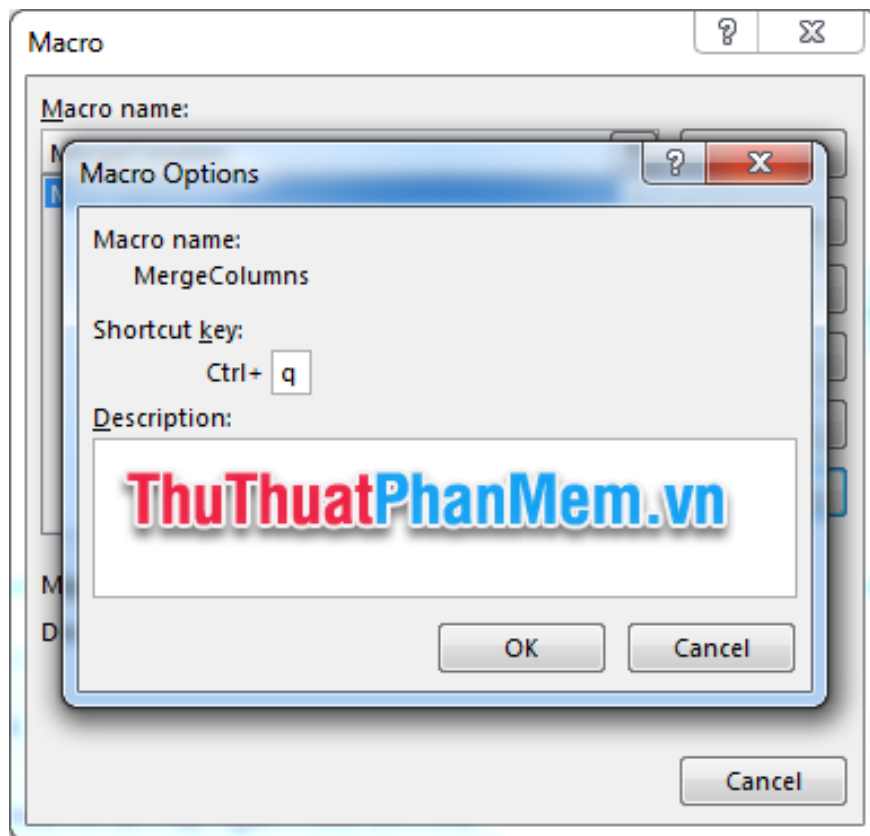 Macro
Macro name:
Macro Options
Macro name:
MergeColumns
Shortcut key:
Ctrl+ q
Description:
ThuThuatPhanMem.vn
OK Cancel
Cancel